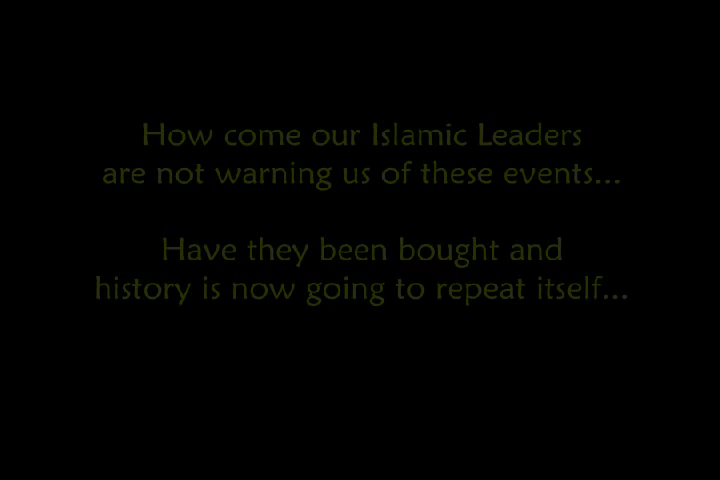 How come our Islamic Leaders
are not warning us of these events...
Have they been bought and
history is now going to repeat itself...